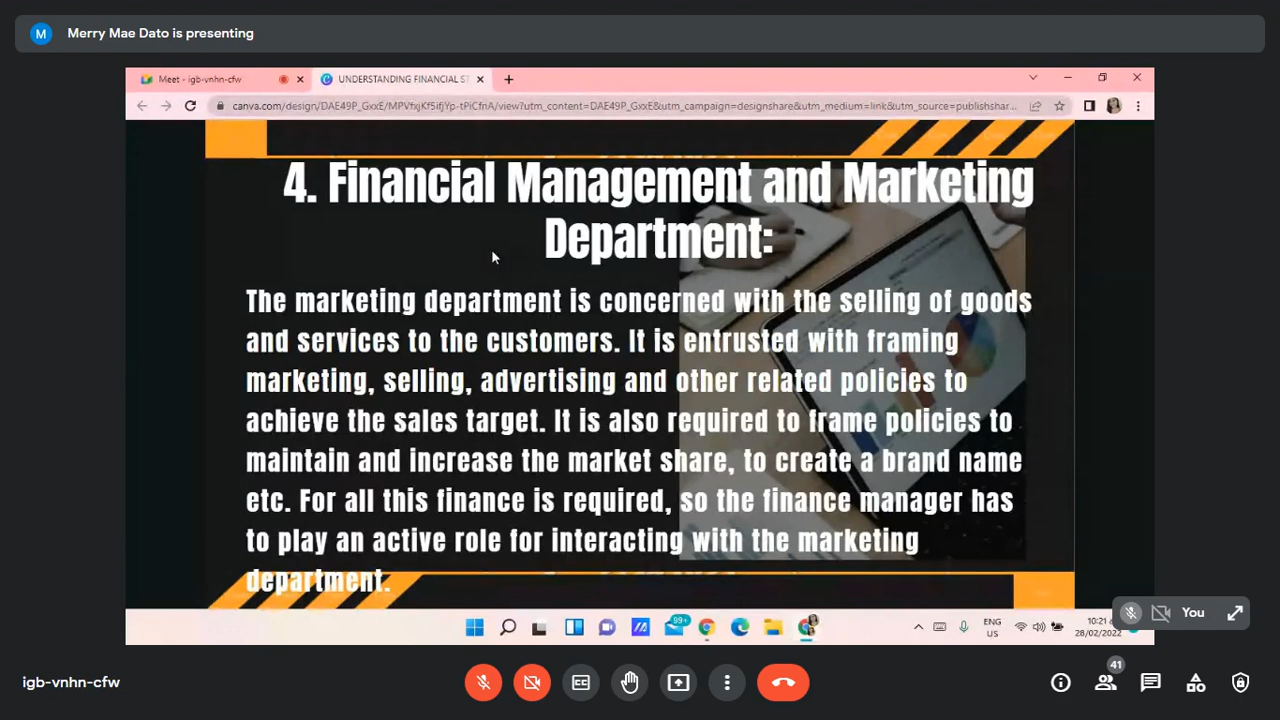 M Merry Mae Dato is presenting
Meet - igb-vnhn-cfw
UNDERSTANDING FINANCIAL ST
canva.com/design/DAE49P_GxxE/MPVfxjKf5ifjYp-tPiCfnA/view?utm_content=DAE49P_GxxE&utm_campaign=designshare&utm_medium=link&utm_source=publishshar...
4. Financial Management and Marketing
Department:
The marketing department is concerned with the selling of goods
and services to the customers. It is entrusted with framing
marketing, selling, advertising and other related policies to
achieve the sales target. It is also required to frame policies to
maintain and increase the market share, to create a brand name
etc. For all this finance is required, so the finance manager has
to play an active role for interacting with the marketing
department.
You
99+
ENG
US
10:21
28/02/2022
igb-vnhn-cfw
CC
41